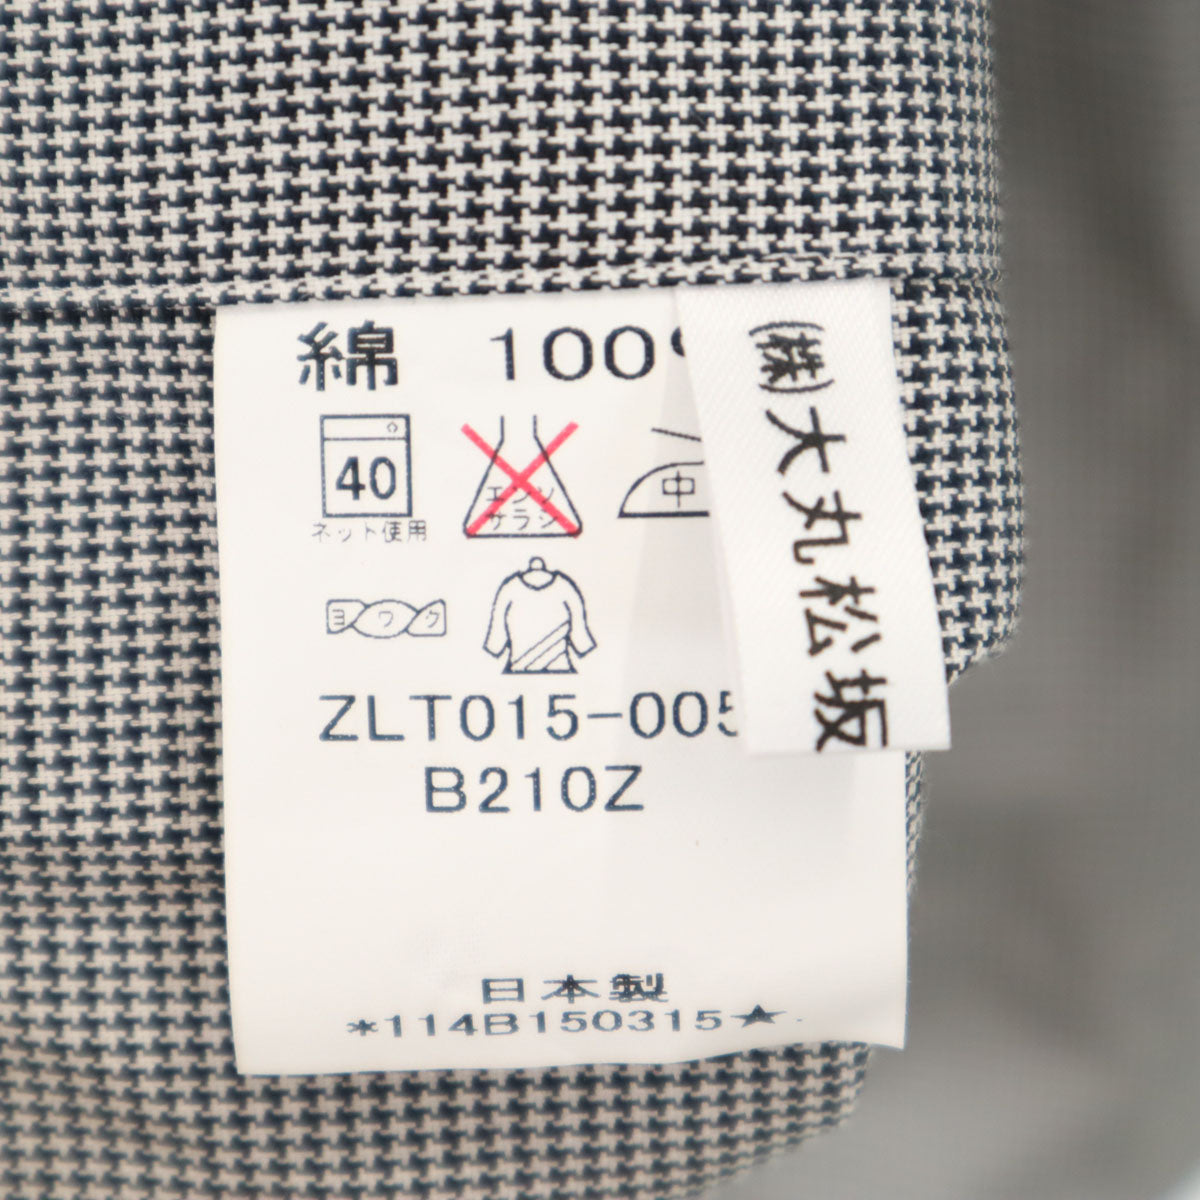 綿 100%
40
ネット使用
エンソ
サラシ
中
ヨワク
ZLT015-005
B210Z
日本製
*114B150315★
(株)大丸松坂